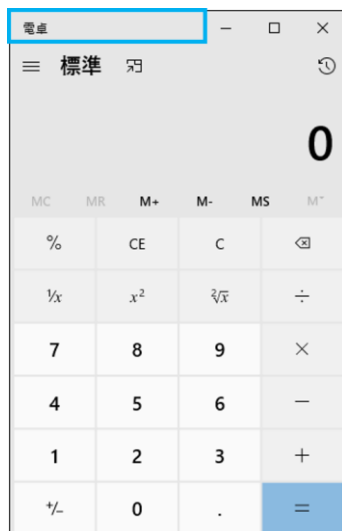 電卓
標準
0
MC MR M+ M- MS M˅
% CE C
¹/x x² ²√x ÷
7 8 9 ×
4 5 6 −
1 2 3 +
+/- 0 . =